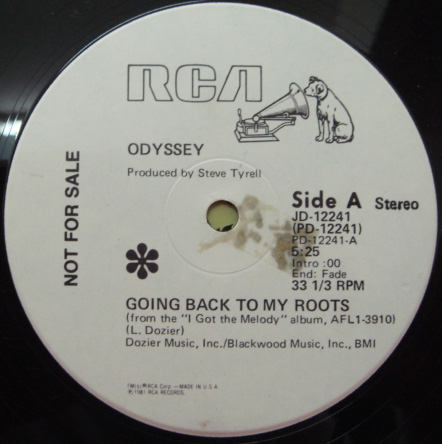 RCA
ODYSSEY
Produced by Steve Tyrell
NOT FOR SALE
Side A Stereo
JD-12241
(PD-12241)
PD-12241-A
5:25
Intro :00
End: Fade
33 1/3 RPM
✻
GOING BACK TO MY ROOTS
(from the "I Got the Melody" album, AFL1-3910)
(L. Dozier)
Dozier Music, Inc./Blackwood Music, Inc., BMI
RCA Corp.—MADE IN U.S.A
℗1981 RCA RECORDS